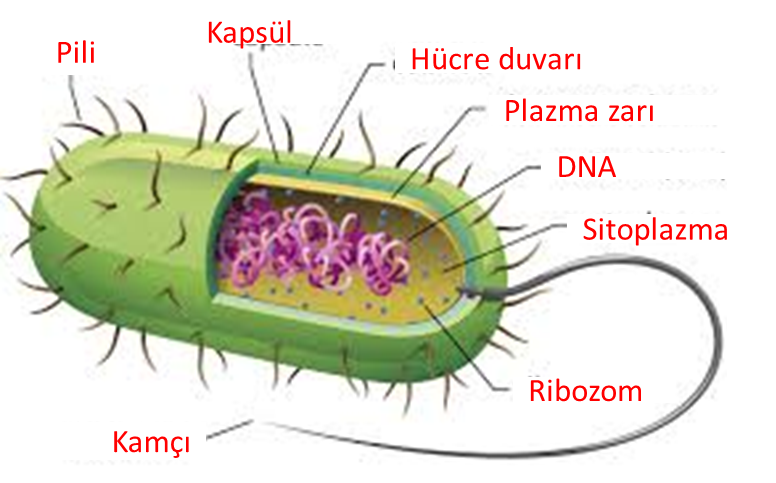 Kapsül
Pili
Hücre duvarı
Plazma zarı
DNA
Sitoplazma
Ribozom
Kamçı